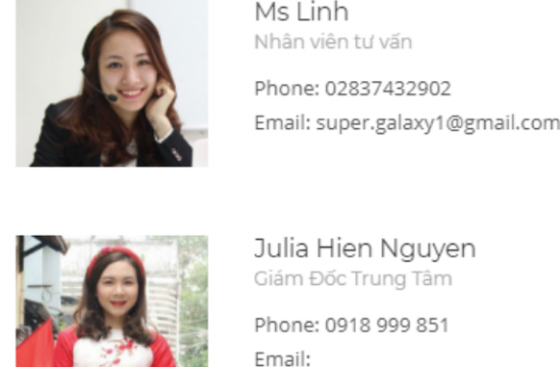 Ms Linh
Nhân viên tư vấn
Phone: 02837432902
Email: super.galaxy1@gmail.com
Julia Hien Nguyen
Giám Đốc Trung Tâm
Phone: 0918 999 851
Email: